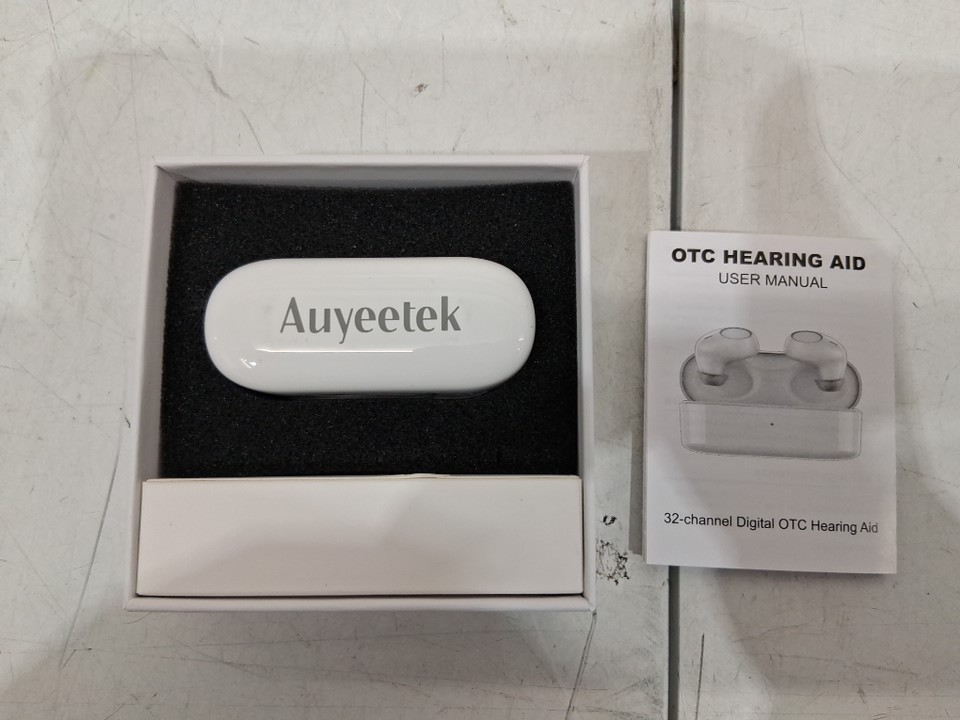 Auyeetek
OTC HEARING AID
USER MANUAL
32-channel Digital OTC Hearing Aid